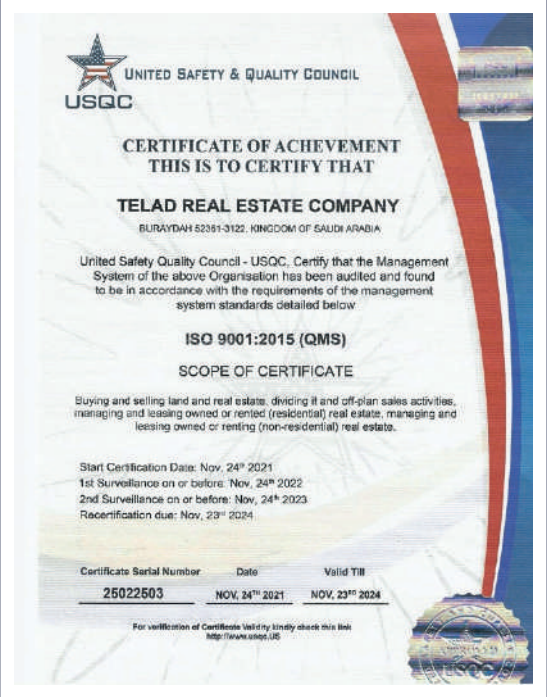 UNITED SAFETY & QUALITY COUNCIL
USQC
CERTIFICATE OF ACHEVEMENT
THIS IS TO CERTIFY THAT
TELAD REAL ESTATE COMPANY
BURAYDAH 52361-3122, KINGDOM OF SAUDI ARABIA
United Safety Quality Council - USQC, Certify that the Management
System of the above Organisation has been audited and found
to be in accordance with the requirements of the management
system standards detailed below
ISO 9001:2015 (QMS)
SCOPE OF CERTIFICATE
Buying and selling land and real estate, dividing it and off-plan sales activities,
managing and leasing owned or rented (residential) real estate, managing and
leasing owned or renting (non-residential) real estate.
Start Certification Date: Nov, 24th 2021
1st Surveillance on or before: Nov, 24th 2022
2nd Surveillance on or before: Nov, 24th 2023
Recertification due: Nov, 23rd 2024
Certificate Serial Number Date Valid Till
25022503 NOV, 24TH 2021 NOV, 23RD 2024
For verification of Certificate Validity kindly check this link
USQC